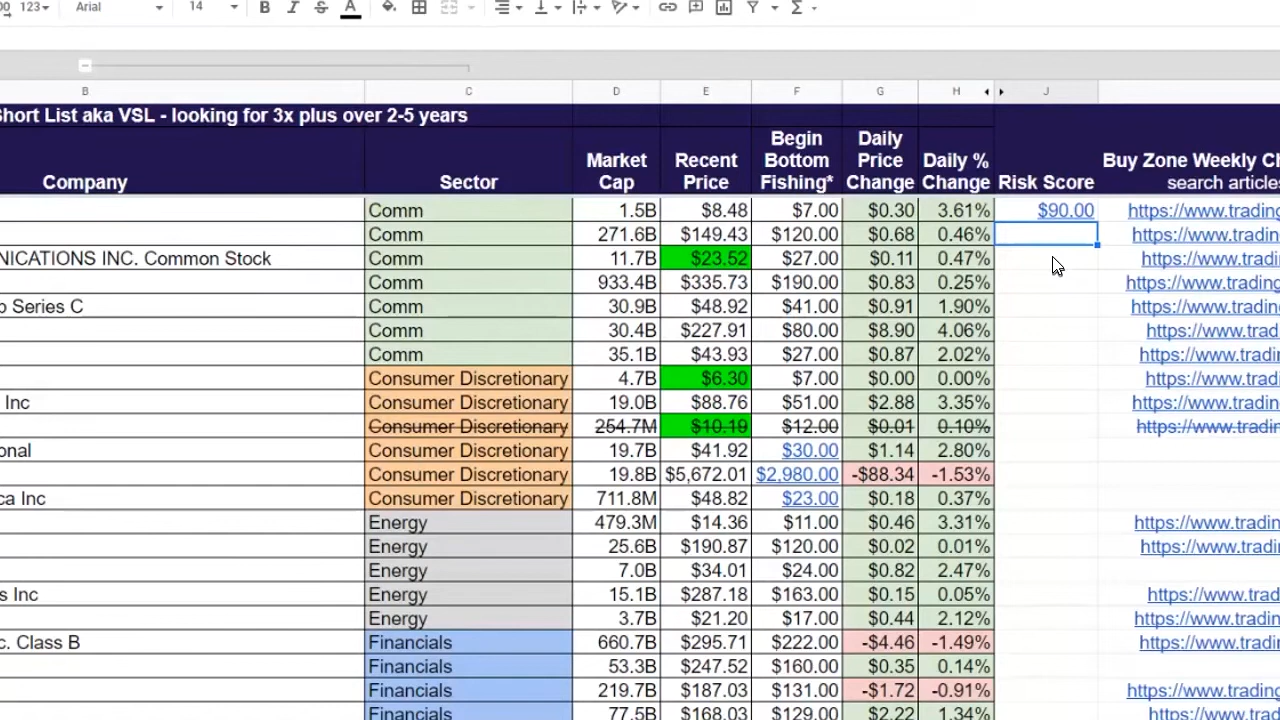 123 Arial 14 B I S A Σ
B C D E F G H J
hort List aka VSL - looking for 3x plus over 2-5 years
Company Sector Market Cap Recent Price Begin Bottom Fishing* Daily Price Change Daily % Change Risk Score Buy Zone Weekly Ch
search articles
Comm 1.5B $8.48 $7.00 $0.30 3.61% $90.00 https://www.trading
Comm 271.6B $149.43 $120.00 $0.68 0.46% https://www.trading
NICATIONS INC. Common Stock Comm 11.7B $23.52 $27.00 $0.11 0.47% https://www.tradin
Comm 933.4B $335.73 $190.00 $0.83 0.25% https://www.trading
o Series C Comm 30.9B $48.92 $41.00 $0.91 1.90% https://www.tradin
Comm 30.4B $227.91 $80.00 $8.90 4.06% https://www.trad
Comm 35.1B $43.93 $27.00 $0.87 2.02% https://www.tradin
Consumer Discretionary 4.7B $6.30 $7.00 $0.00 0.00% https://www.tradi
Inc Consumer Discretionary 19.0B $88.76 $51.00 $2.88 3.35% https://www.trading
Consumer Discretionary 254.7M $10.19 $12.00 $0.01 0.10% https://www.tradin
onal Consumer Discretionary 19.7B $41.92 $30.00 $1.14 2.80%
Consumer Discretionary 19.8B $5,672.01 $2,980.00 -$88.34 -1.53%
ca Inc Consumer Discretionary 711.8M $48.82 $23.00 $0.18 0.37%
Energy 479.3M $14.36 $11.00 $0.46 3.31% https://www.tradin
Energy 25.6B $190.87 $120.00 $0.02 0.01% https://www.tradi
Energy 7.0B $34.01 $24.00 $0.82 2.47%
s Inc Energy 15.1B $287.18 $163.00 $0.15 0.05% https://www.trad
Energy 3.7B $21.20 $17.00 $0.44 2.12% https://www.tradin
c. Class B Financials 660.7B $295.71 $222.00 -$4.46 -1.49% https://www.tradin
Financials 53.3B $247.52 $160.00 $0.35 0.14%
Financials 219.7B $187.03 $131.00 -$1.72 -0.91% https://www.trading
Financials 77.5B $168.03 $129.00 $2.22 1.34% https://www.trad